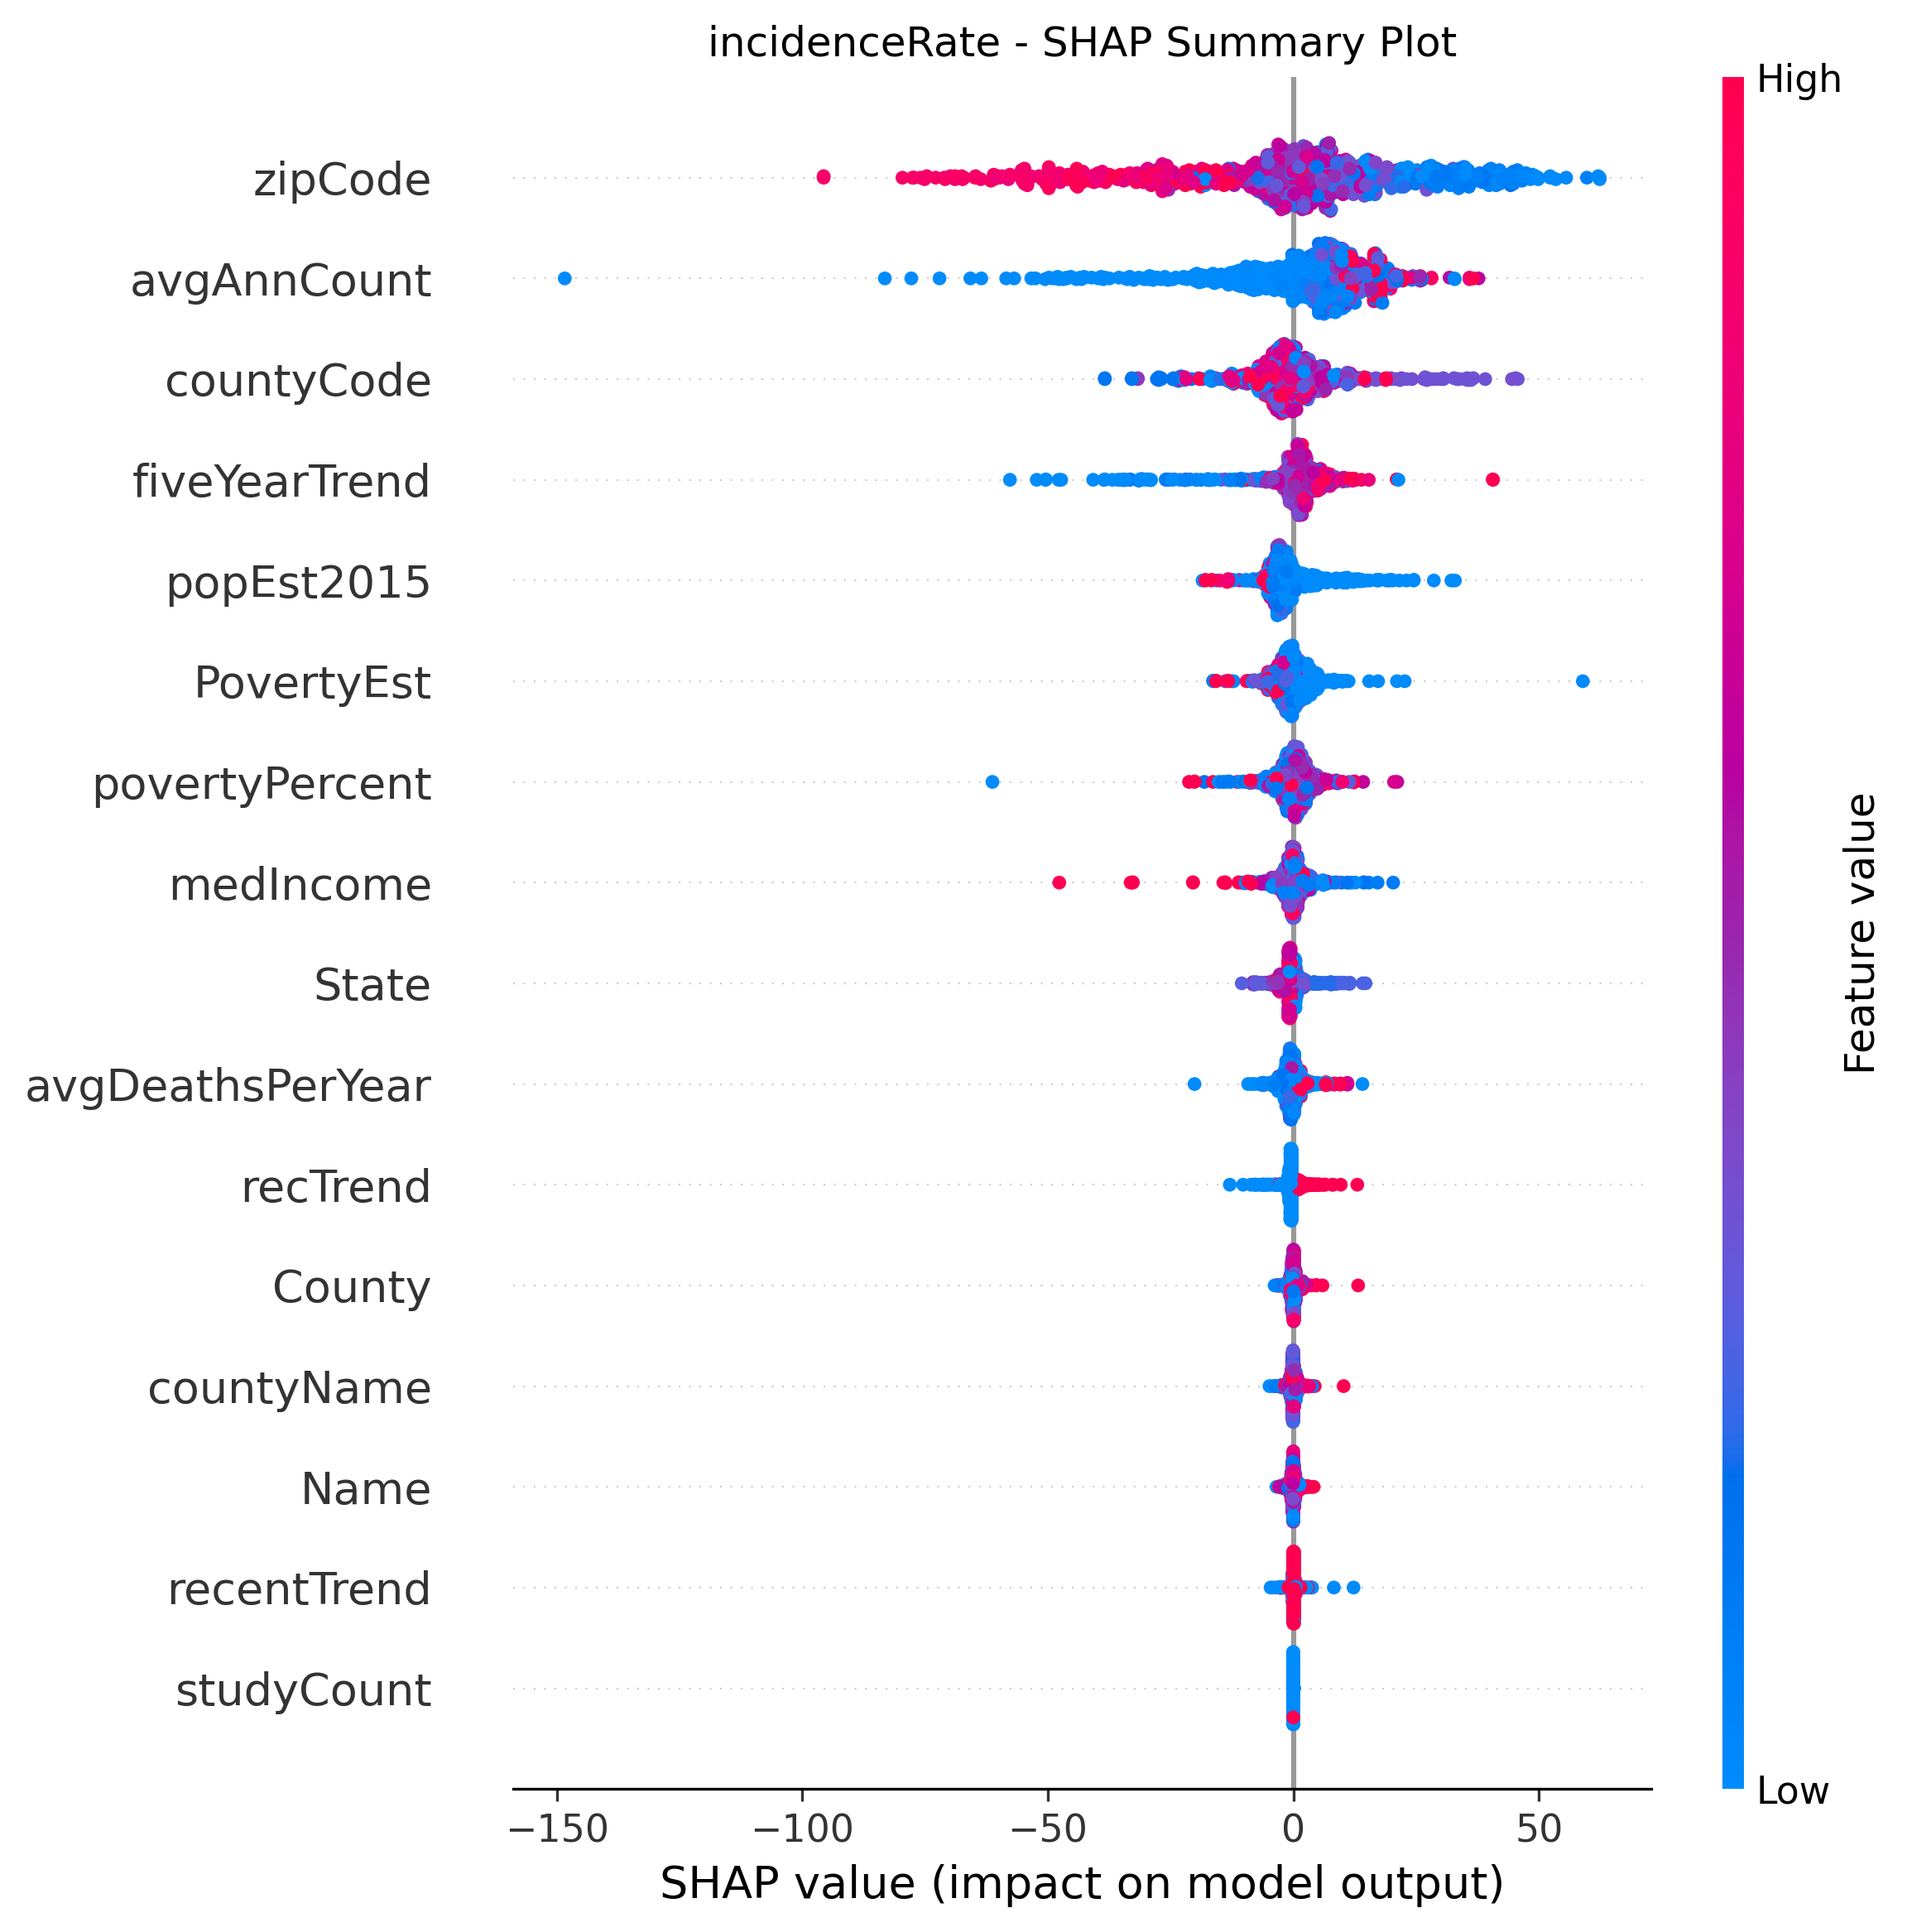 incidenceRate - SHAP Summary Plot
High
zipCode
avgAnnCount
countyCode
fiveYearTrend
popEst2015
PovertyEst
povertyPercent
medIncome
State
avgDeathsPerYear
recTrend
County
countyName
Name
recentTrend
studyCount
Feature value
Low
−150 −100 −50 0 50
SHAP value (impact on model output)